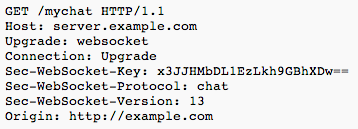 GET /mychat HTTP/1.1
Host: server.example.com
Upgrade: websocket
Connection: Upgrade
Sec-WebSocket-Key: x3JJHMbDL1EzLkh9GBhXDw==
Sec-WebSocket-Protocol: chat
Sec-WebSocket-Version: 13
Origin: http://example.com